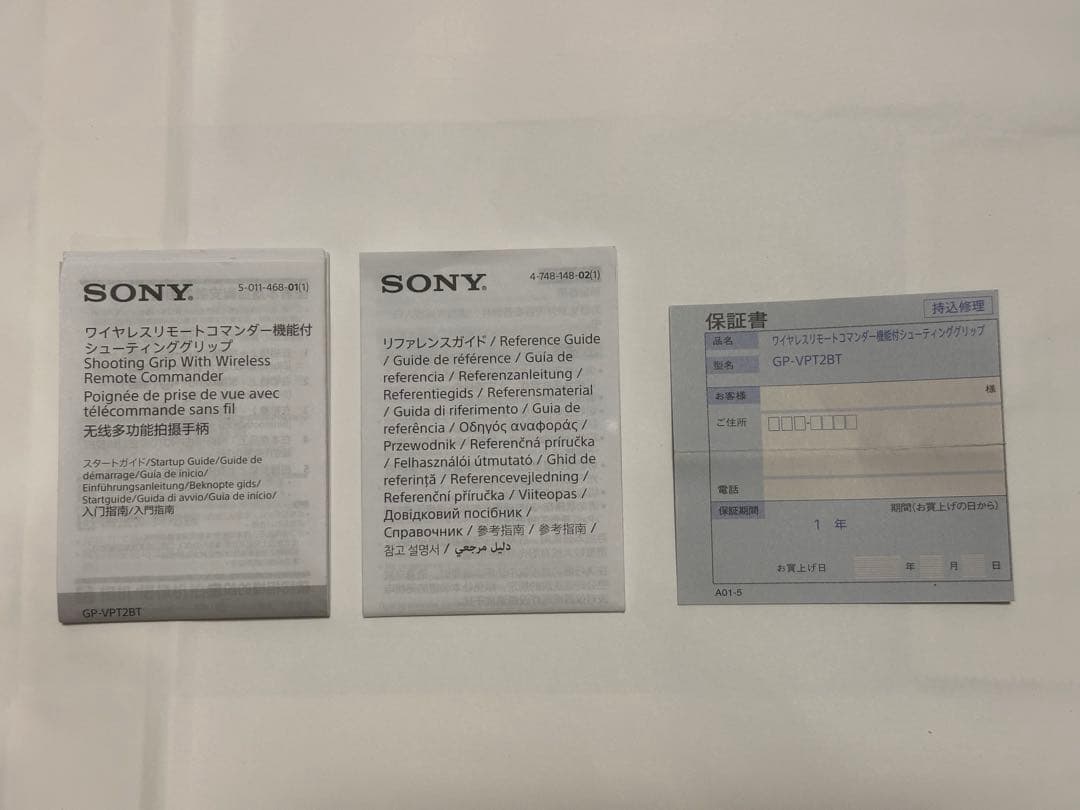 SONY®
5-011-468-01(1)
ワイヤレスリモートコマンダー機能付
シューティンググリップ
Shooting Grip With Wireless
Remote Commander
Poignée de prise de vue avec
télécommande sans fil
无线多功能拍摄手柄
スタートガイド/Startup Guide/Guide de
démarrage/Guía de inicio/
Einführungsanleitung/Beknopte gids/
Startguide/Guida di avvio/Guia de início/
入门指南/入門指南
GP-VPT2BT
SONY®
4-748-148-02(1)
リファレンスガイド / Reference Guide
/ Guide de référence / Guía de
referencia / Referenzanleitung /
Referentiegids / Referensmaterial
/ Guida di riferimento / Guia de
referência / Οδηγός αναφοράς /
Przewodnik / Referenčná príručka
/ Felhasználói útmutató / Ghid de
referință / Referencevejledning /
Referenční příručka / Viiteopas /
Довідковий посібник /
Справочник / 參考指南 / 参考指南 /
참고 설명서 / دليل مرجعي
保証書
持込修理
品名 ワイヤレスリモートコマンダー機能付シューティンググリップ
型名 GP-VPT2BT
お客様 様
ご住所 □□□-□□□□
電話
保証期間 期間(お買上げの日から)
1 年
お買上げ日 年 月 日
A01-5